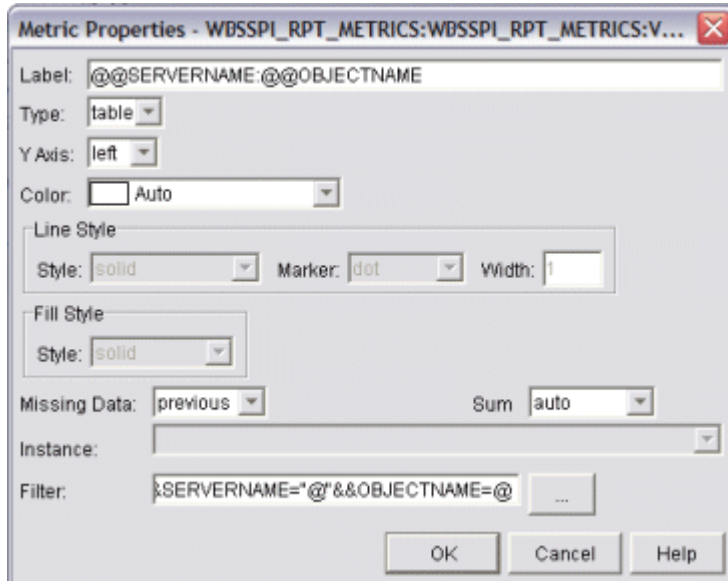 Metric Properties - WBSSPI_RPT_METRICS:WBSSPI_RPT_METRICS:V...
Label: @@SERVERNAME:@@OBJECTNAME
Type: table
Y Axis: left
Color: Auto
Line Style
Style: solid Marker: dot Width: 1
Fill Style
Style: solid
Missing Data: previous Sum auto
Instance:
Filter: &SERVERNAME="@"&&OBJECTNAME=@ ...
OK Cancel Help